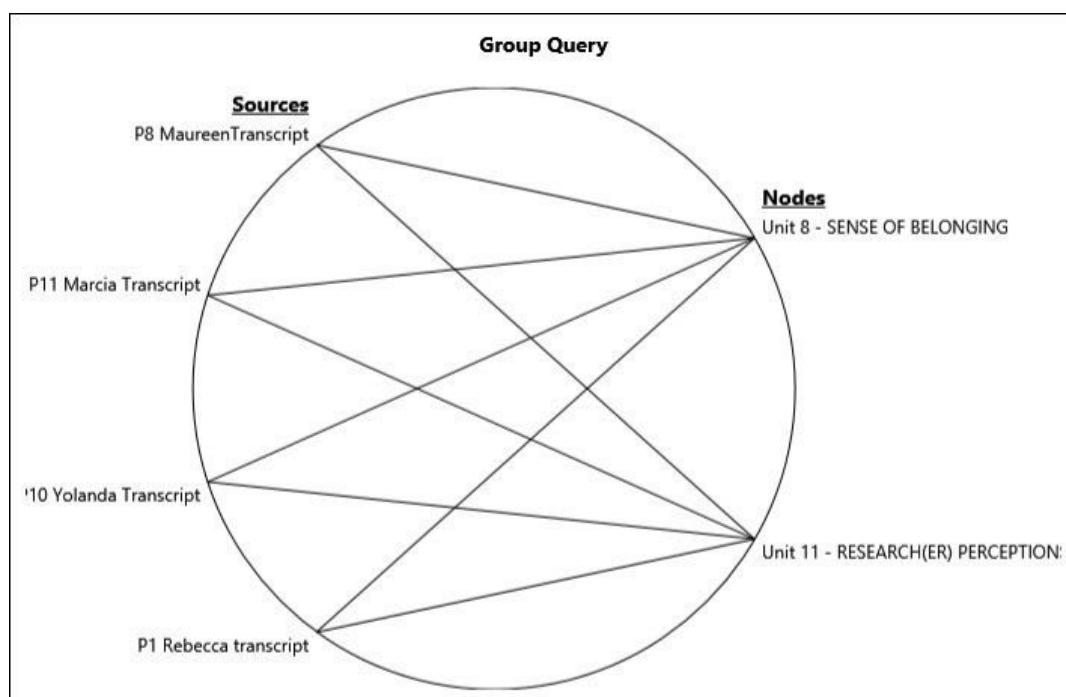 Group Query
Sources
P8 MaureenTranscript
Nodes
Unit 8 - SENSE OF BELONGING
P11 Marcia Transcript
'10 Yolanda Transcript
Unit 11 - RESEARCH(ER) PERCEPTION
P1 Rebecca transcript